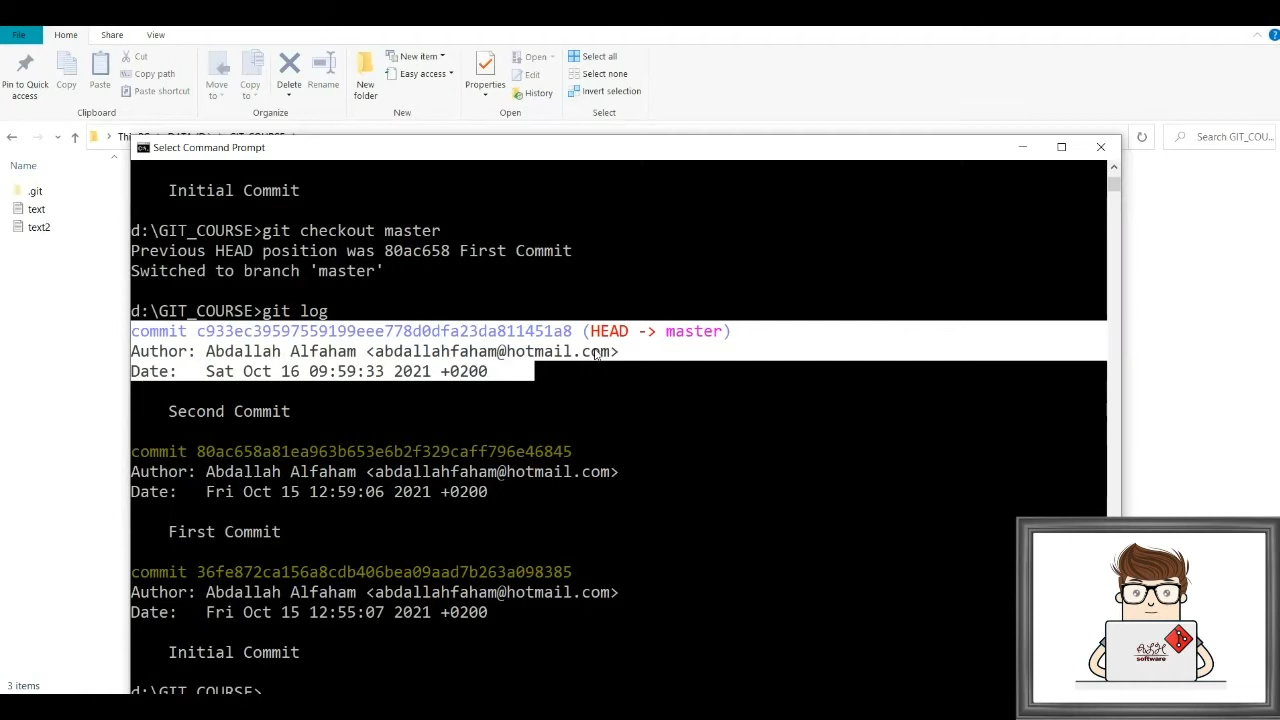 File Home Share View
Pin to Quick access
Copy
Paste
Cut
Copy path
Paste shortcut
Clipboard
Move to
Copy to
Delete
Rename
Organize
New folder
New item
Easy access
New
Properties
Open
Edit
History
Open
Select all
Select none
Invert selection
Select
GIT_COURSE
Search GIT_COU...
Name
.git
text
text2
3 items
Select Command Prompt
Initial Commit
d:\GIT_COURSE>git checkout master
Previous HEAD position was 80ac658 First Commit
Switched to branch 'master'
d:\GIT_COURSE>git log
commit c933ec39597559199eee778d0dfa23da811451a8 (HEAD -> master)
Author: Abdallah Alfaham <abdallahfaham@hotmail.com>
Date:   Sat Oct 16 09:59:33 2021 +0200
Second Commit
commit 80ac658a81ea963b653e6b2f329caff796e46845
Author: Abdallah Alfaham <abdallahfaham@hotmail.com>
Date:   Fri Oct 15 12:59:06 2021 +0200
First Commit
commit 36fe872ca156a8cdb406bea09aad7b263a098385
Author: Abdallah Alfaham <abdallahfaham@hotmail.com>
Date:   Fri Oct 15 12:55:07 2021 +0200
Initial Commit
d:\GIT_COURSE>
software